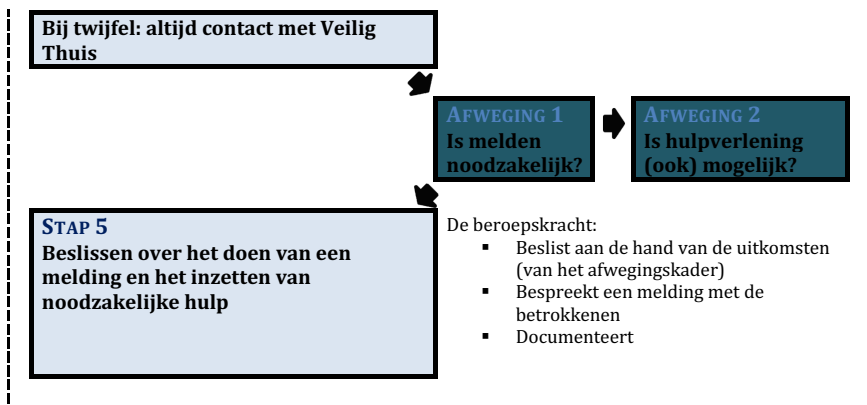 Bij twijfel: altijd contact met Veilig
Thuis
AFWEGING 1
Is melden
noodzakelijk?
AFWEGING 2
Is hulpverlening
(ook) mogelijk?
STAP 5
Beslissen over het doen van een
melding en het inzetten van
noodzakelijke hulp
De beroepskracht:
▪ Beslist aan de hand van de uitkomsten
(van het afwegingskader)
▪ Bespreekt een melding met de
betrokkenen
▪ Documenteert